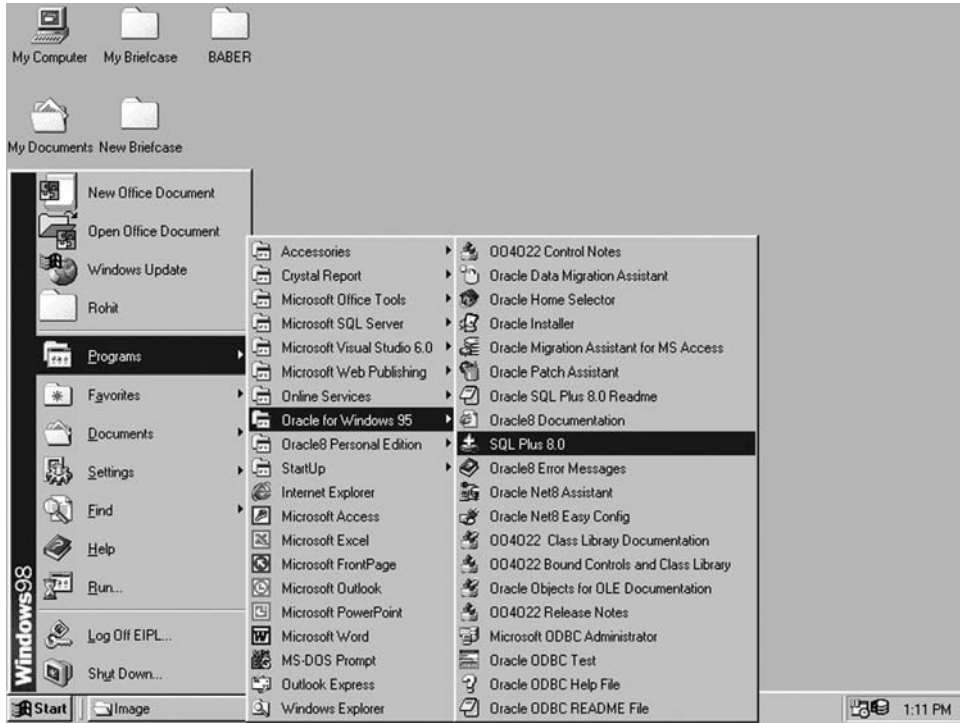 My Computer
My Briefcase
BABER
My Documents
New Briefcase
Windows98
New Office Document
Open Office Document
Windows Update
Rohit
Programs
Favorites
Documents
Settings
Find
Help
Run...
Log Off EIPL...
Shut Down...
Accessories
Crystal Report
Microsoft Office Tools
Microsoft SQL Server
Microsoft Visual Studio 6.0
Microsoft Web Publishing
Online Services
Oracle for Windows 95
Oracle8 Personal Edition
StartUp
Internet Explorer
Microsoft Access
Microsoft Excel
Microsoft FrontPage
Microsoft Outlook
Microsoft PowerPoint
Microsoft Word
MS-DOS Prompt
Outlook Express
Windows Explorer
OO4O22 Control Notes
Oracle Data Migration Assistant
Oracle Home Selector
Oracle Installer
Oracle Migration Assistant for MS Access
Oracle Patch Assistant
Oracle SQL Plus 8.0 Readme
Oracle8 Documentation
SQL Plus 8.0
Oracle8 Error Messages
Oracle Net8 Assistant
Oracle Net8 Easy Config
OO4O22 Class Library Documentation
OO4O22 Bound Controls and Class Library
Oracle Objects for OLE Documentation
OO4O22 Release Notes
Microsoft ODBC Administrator
Oracle ODBC Test
Oracle ODBC Help File
Oracle ODBC README File
Start
Image
1:11 PM